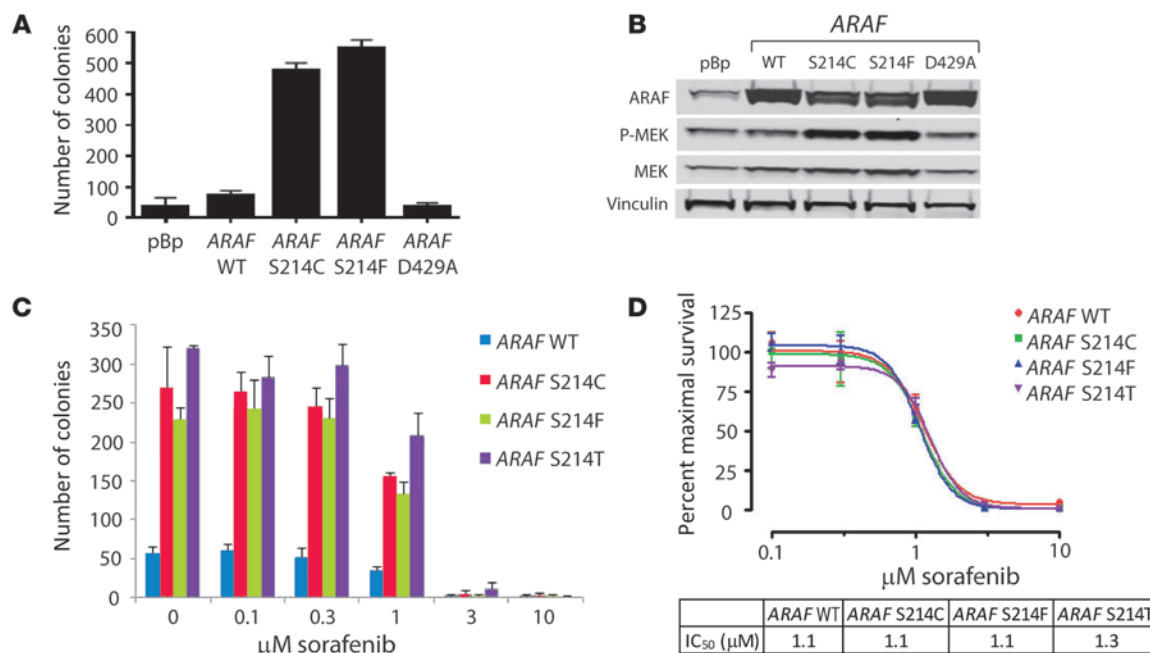 A
Number of colonies
600
500
400
300
200
100
0
pBp
ARAF WT
ARAF S214C
ARAF S214F
ARAF D429A
B
ARAF
pBp WT S214C S214F D429A
ARAF
P-MEK
MEK
Vinculin
C
Number of colonies
350
300
250
200
150
100
50
0
0 0.1 0.3 1 3 10
μM sorafenib
ARAF WT
ARAF S214C
ARAF S214F
ARAF S214T
D
Percent maximal survival
125
100
75
50
25
0
0.1 1 10
μM sorafenib
ARAF WT
ARAF S214C
ARAF S214F
ARAF S214T
ARAF WT ARAF S214C ARAF S214F ARAF S214T
IC50 (μM) 1.1 1.1 1.1 1.3